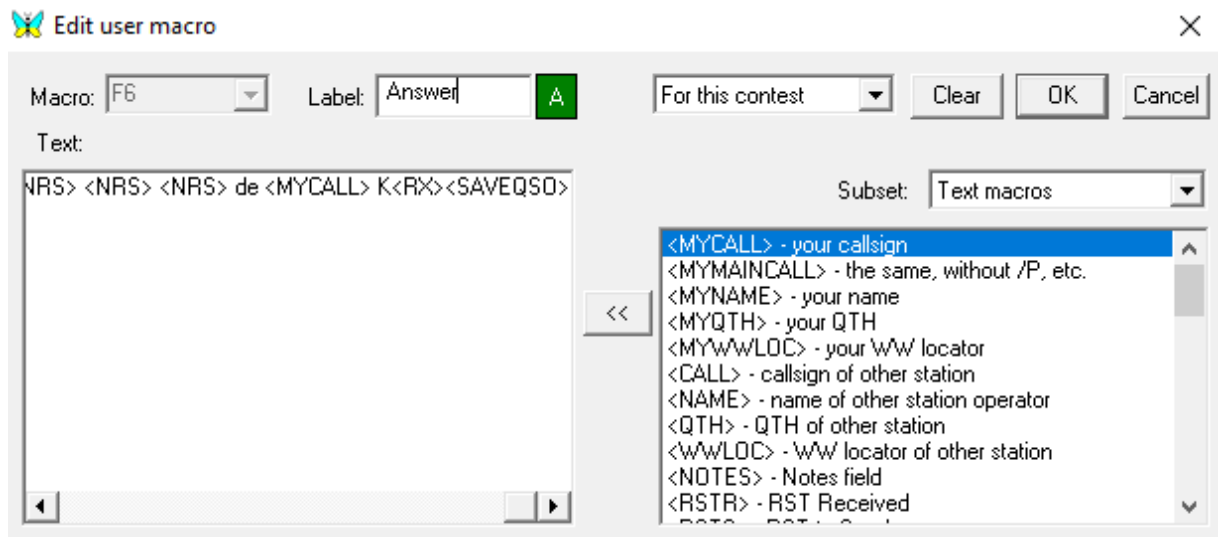 Edit user macro
Macro: F6 Label: Answer A For this contest Clear OK Cancel
Text:
NRS> <NRS> <NRS> de <MYCALL> K<RX><SAVEQSO>
Subset: Text macros
<MYCALL> - your callsign
<MYMAINCALL> - the same, without /P, etc.
<MYNAME> - your name
<MYQTH> - your QTH
<MYWWLOC> - your WW locator
<<
<CALL> - callsign of other station
<NAME> - name of other station operator
<QTH> - QTH of other station
<WWLOC> - WW locator of other station
<NOTES> - Notes field
<RSTR> - RST Received